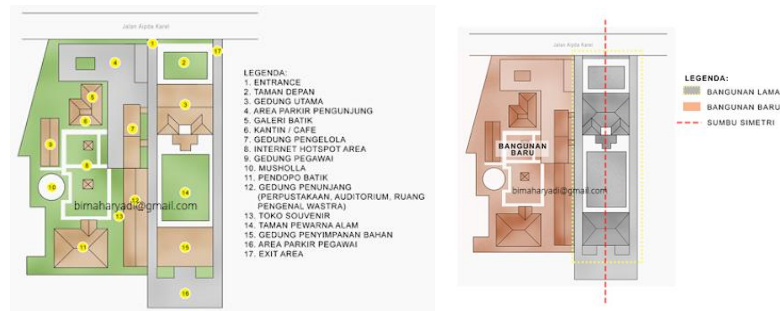 Jalan Aipda Karel
1
17
2
4
3
5
6
7
9
8
10
14
12
13
11
15
16
bimaharyadi@gmail.com
LEGENDA:
1. ENTRANCE
2. TAMAN DEPAN
3. GEDUNG UTAMA
4. AREA PARKIR PENGUNJUNG
5. GALERI BATIK
6. KANTIN / CAFE
7. GEDUNG PENGELOLA
8. INTERNET HOTSPOT AREA
9. GEDUNG PEGAWAI
10. MUSHOLLA
11. PENDOPO BATIK
12. GEDUNG PENUNJANG
(PERPUSTAKAAN, AUDITORIUM, RUANG
PENGENAL WASTRA)
13. TOKO SOUVENIR
14. TAMAN PEWARNA ALAM
15. GEDUNG PENYIMPANAN BAHAN
16. AREA PARKIR PEGAWAI
17. EXIT AREA
Jalan Aipda Karel
BANGUNAN
BARU
bimaharyadi@gmail.com
LEGENDA:
BANGUNAN LAMA
BANGUNAN BARU
SUMBU SIMETRI